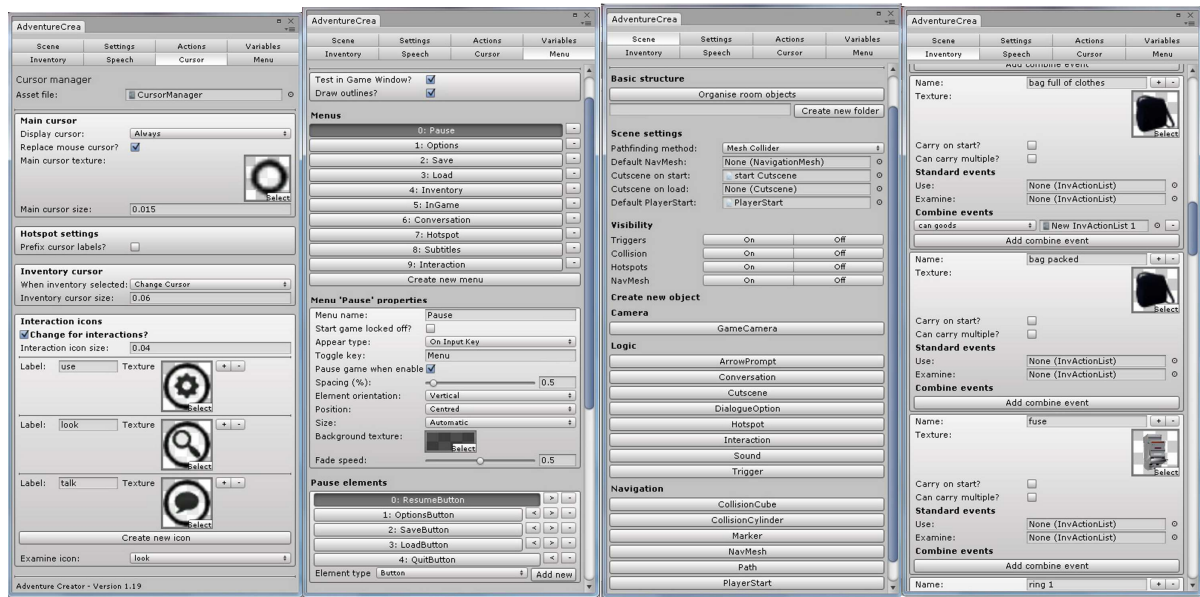 AdventureCrea
Scene Settings Actions Variables
Inventory Speech Cursor Menu
Cursor manager
Asset file: CursorManager
Main cursor
Display cursor: Always
Replace mouse cursor?
Main cursor texture:
Select
Main cursor size: 0.015
Hotspot settings
Prefix cursor labels?
Inventory cursor
When inventory selected: Change Cursor
Inventory cursor size: 0.06
Interaction icons
Change for interactions?
Interaction icon size: 0.04
Label: use Texture + -
Select
Label: look Texture + -
Select
Label: talk Texture + -
Select
Create new icon
Examine icon: look
Adventure Creator - Version 1.19
AdventureCrea
Scene Settings Actions Variables
Inventory Speech Cursor Menu
Test in Game Window?
Draw outlines?
Menus
0: Pause -
1: Options -
2: Save -
3: Load -
4: Inventory -
5: InGame -
6: Conversation -
7: Hotspot -
8: Subtitles -
9: Interaction -
Create new menu
Menu 'Pause' properties
Menu name: Pause
Start game locked off?
Appear type: On Input Key
Toggle key: Menu
Pause game when enable
Spacing (%): 0.5
Element orientation: Vertical
Position: Centred
Size: Automatic
Background texture:
Select
Fade speed: 0.5
Pause elements
0: ResumeButton > -
1: OptionsButton < > -
2: SaveButton < > -
3: LoadButton < > -
4: QuitButton < -
Element type Button Add new
AdventureCrea
Scene Settings Actions Variables
Inventory Speech Cursor Menu
Basic structure
Organise room objects
Create new folder
Scene settings
Pathfinding method: Mesh Collider
Default NavMesh: None (NavigationMesh)
Cutscene on start: start Cutscene
Cutscene on load: None (Cutscene)
Default PlayerStart: PlayerStart
Visibility
Triggers On Off
Collision On Off
Hotspots On Off
NavMesh On Off
Create new object
Camera
GameCamera
Logic
ArrowPrompt
Conversation
Cutscene
DialogueOption
Hotspot
Interaction
Sound
Trigger
Navigation
CollisionCube
CollisionCylinder
Marker
NavMesh
Path
PlayerStart
AdventureCrea
Scene Settings Actions Variables
Inventory Speech Cursor Menu
Add combine event
Name: bag full of clothes + -
Texture:
Select
Carry on start?
Can carry multiple?
Standard events
Use: None (InvActionList)
Examine: None (InvActionList)
Combine events
can goods New InvActionList 1 -
Add combine event
Name: bag packed + -
Texture:
Select
Carry on start?
Can carry multiple?
Standard events
Use: None (InvActionList)
Examine: None (InvActionList)
Combine events
Add combine event
Name: fuse + -
Texture:
Select
Carry on start?
Can carry multiple?
Standard events
Use: None (InvActionList)
Examine: None (InvActionList)
Combine events
Add combine event
Name: ring 1 + -